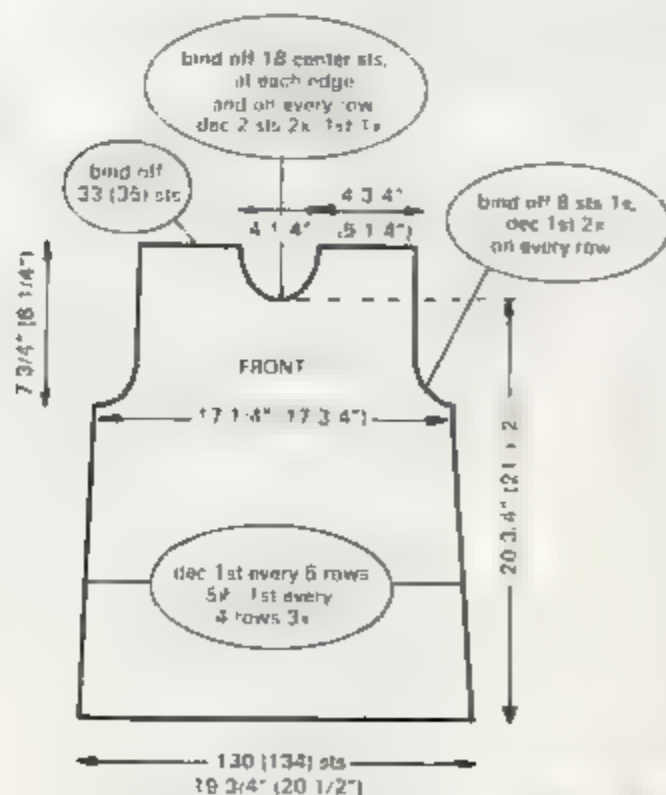 bind off 18 center sts,
at each edge
and on every row
dec 2 sts 2x 1st 1x
bind off
33 (35) sts
4 3 4"
4 1 4" (5 1 4")
bind off 8 sts 1x,
dec 1st 2x
on every row
7 3/4" (8 1/4")
FRONT
17 1 4" 17 3 4")
20 3 4" (21 1 2
dec 1st every 6 rows
5x 1st every
4 rows 3x
130 (134) sts
19 3/4" (20 1/2")